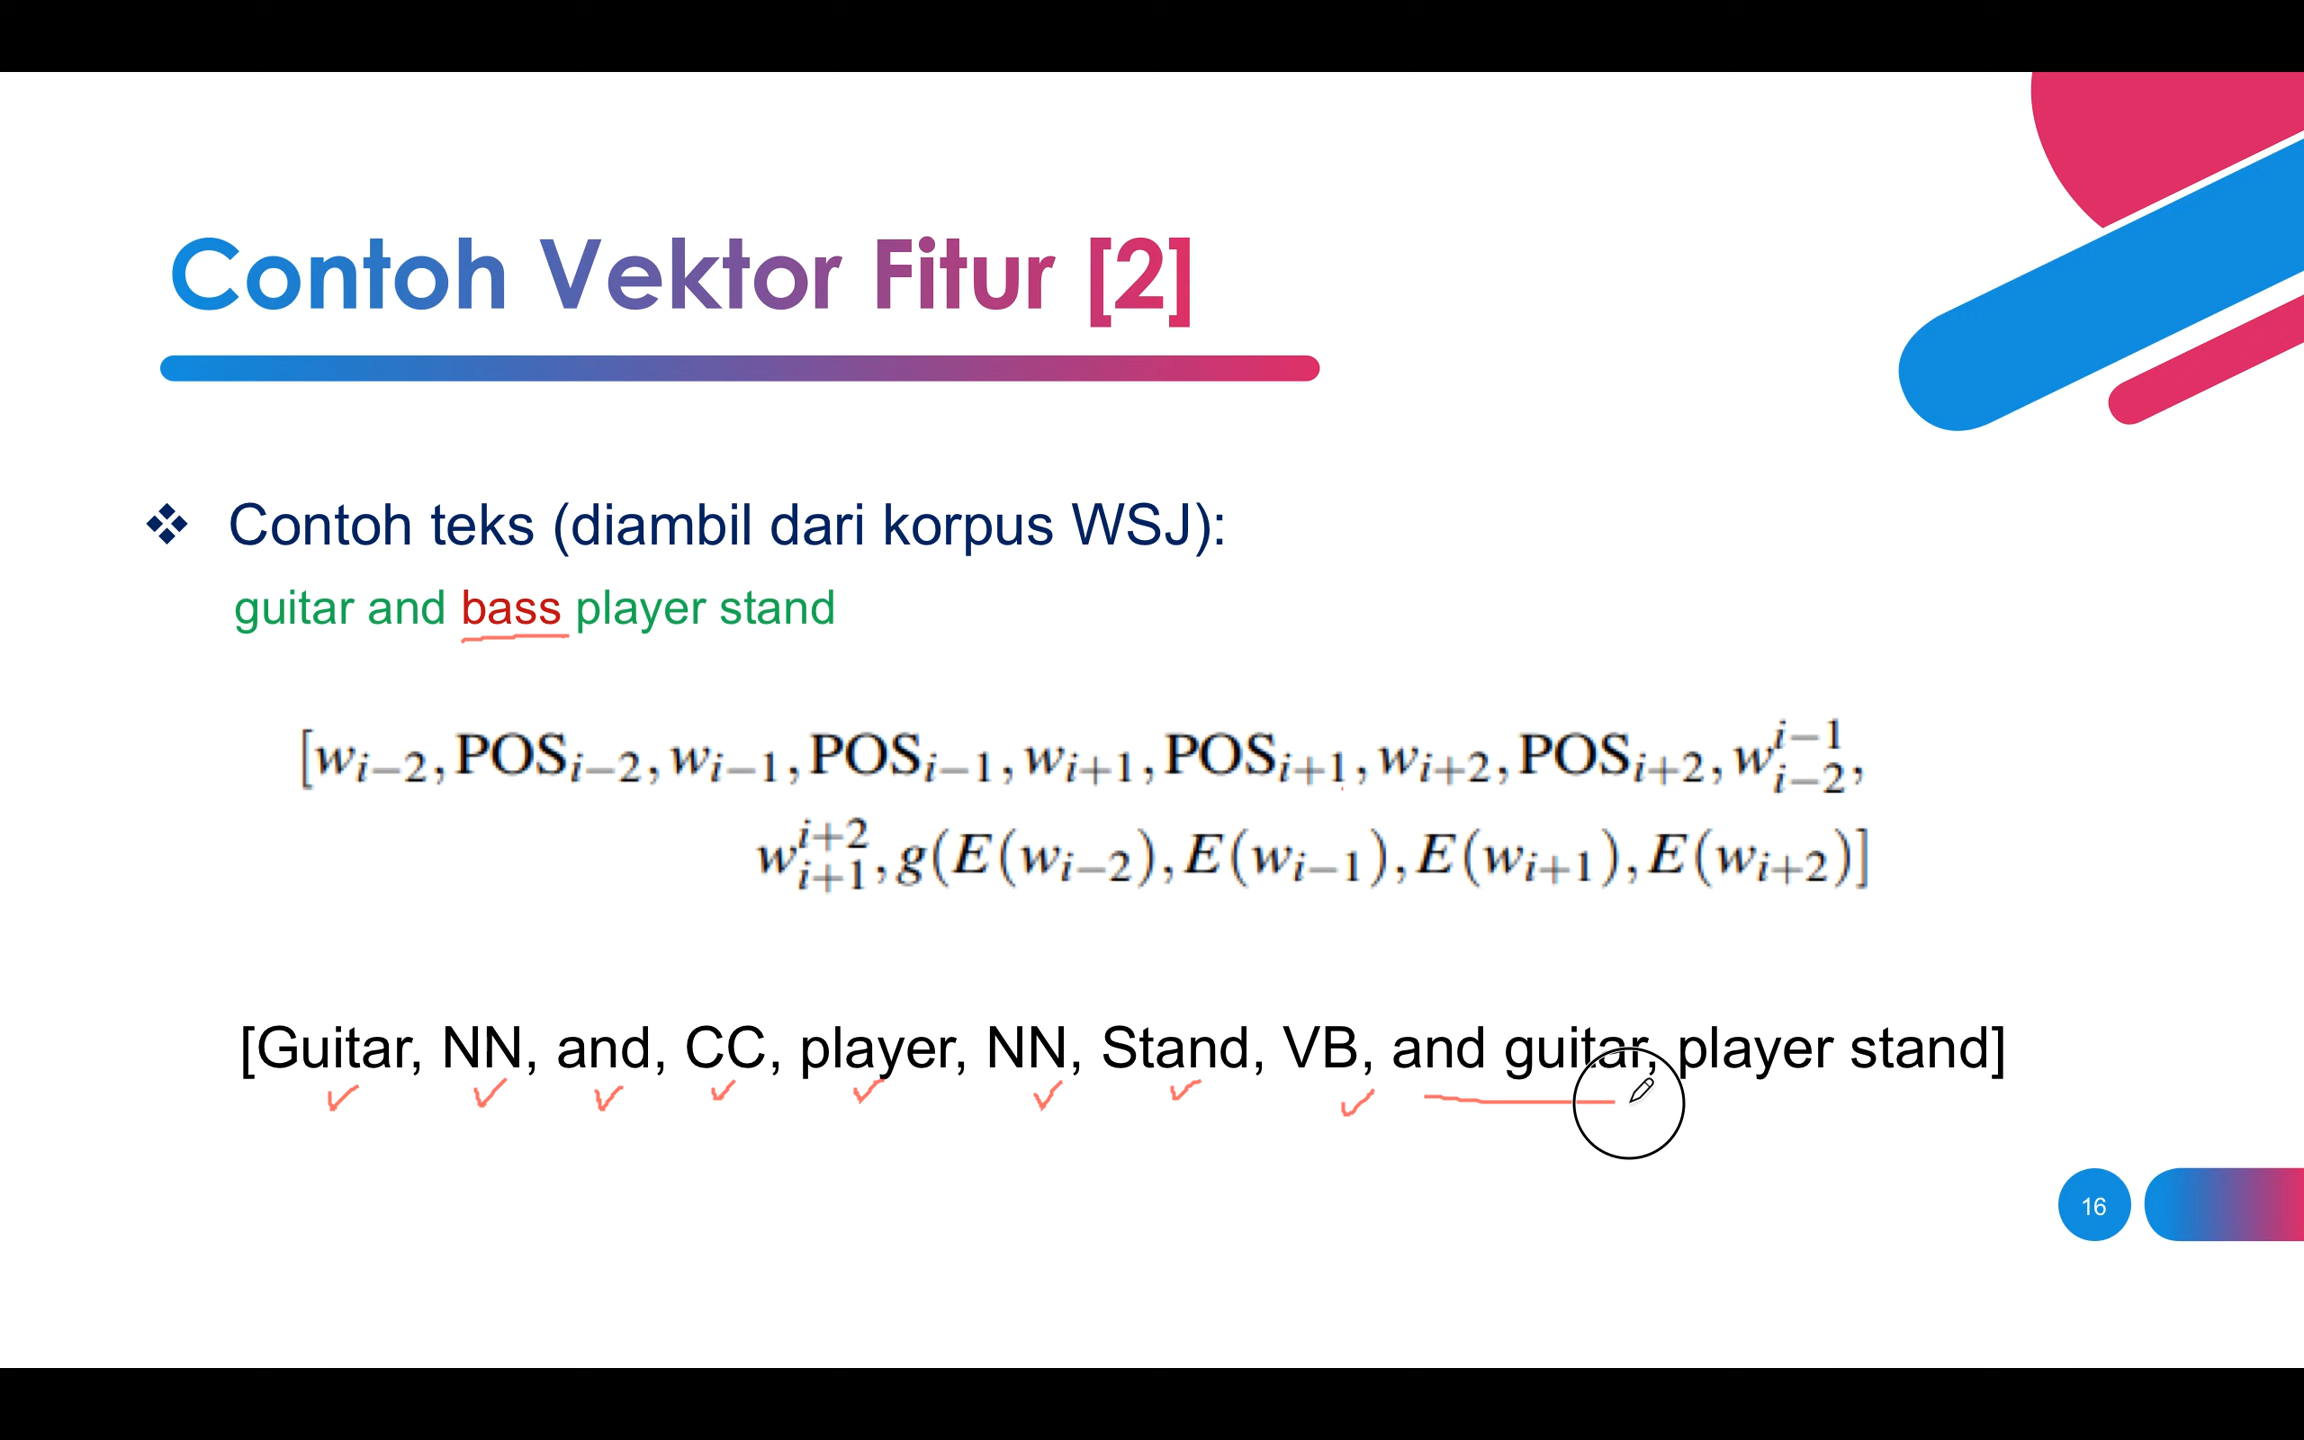 Contoh Vektor Fitur [2]
❖ Contoh teks (diambil dari korpus WSJ):
guitar and bass player stand
[w_{i−2}, POS_{i−2}, w_{i−1}, POS_{i−1}, w_{i+1}, POS_{i+1}, w_{i+2}, POS_{i+2}, w_{i−2}^{i−1},
w_{i+1}^{i+2}, g(E(w_{i−2}), E(w_{i−1}), E(w_{i+1}), E(w_{i+2})]
[Guitar, NN, and, CC, player, NN, Stand, VB, and guitar, player stand]
16